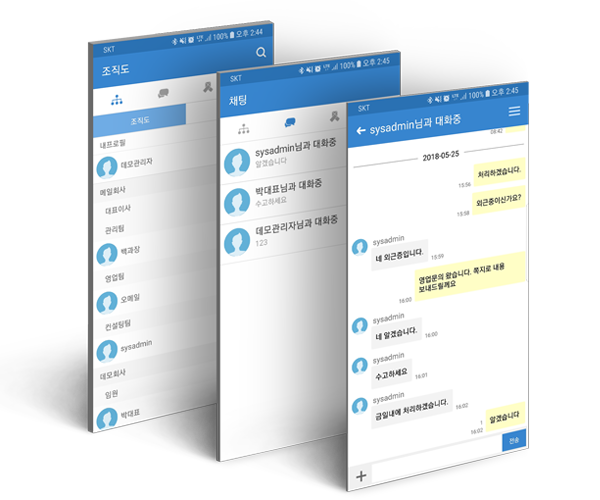 SKT 100% 오후 2:44
조직도
조직도
내프로필
데모관리자
메일회사
대표이사
관리팀
백과장
영업팀
오메일
컨설팅팀
sysadmin
데모회사
임원
박대표
SKT LTE 100% 오후 2:45
채팅
sysadmin님과 대화중
알겠습니다
박대표님과 대화중
수고하세요
데모관리자님과 대화중
123
SKT LTE 100% 오후 2:45
sysadmin님과 대화중
08:42
2018-05-25
처리하겠습니다.
15:56
외근중이신가요?
15:58
sysadmin
네 외근중입니다.
15:59
영업문의 왔습니다. 쪽지로 내용
보내드릴께요
16:00
sysadmin
네 알겠습니다.
16:00
sysadmin
수고하세요
16:01
sysadmin
금일내에 처리하겠습니다.
16:02
알겠습니다
1
16:02
전송